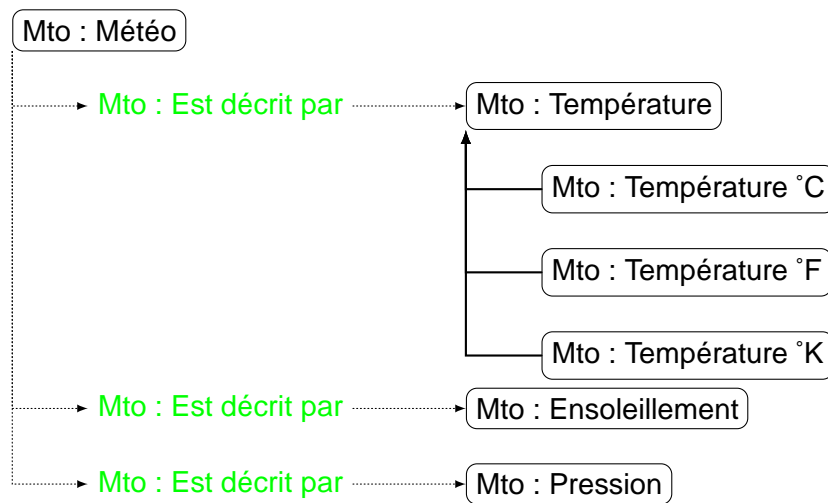 Mto : Météo
Mto : Est décrit par Mto : Température
Mto : Température °C
Mto : Température °F
Mto : Température °K
Mto : Est décrit par Mto : Ensoleillement
Mto : Est décrit par Mto : Pression